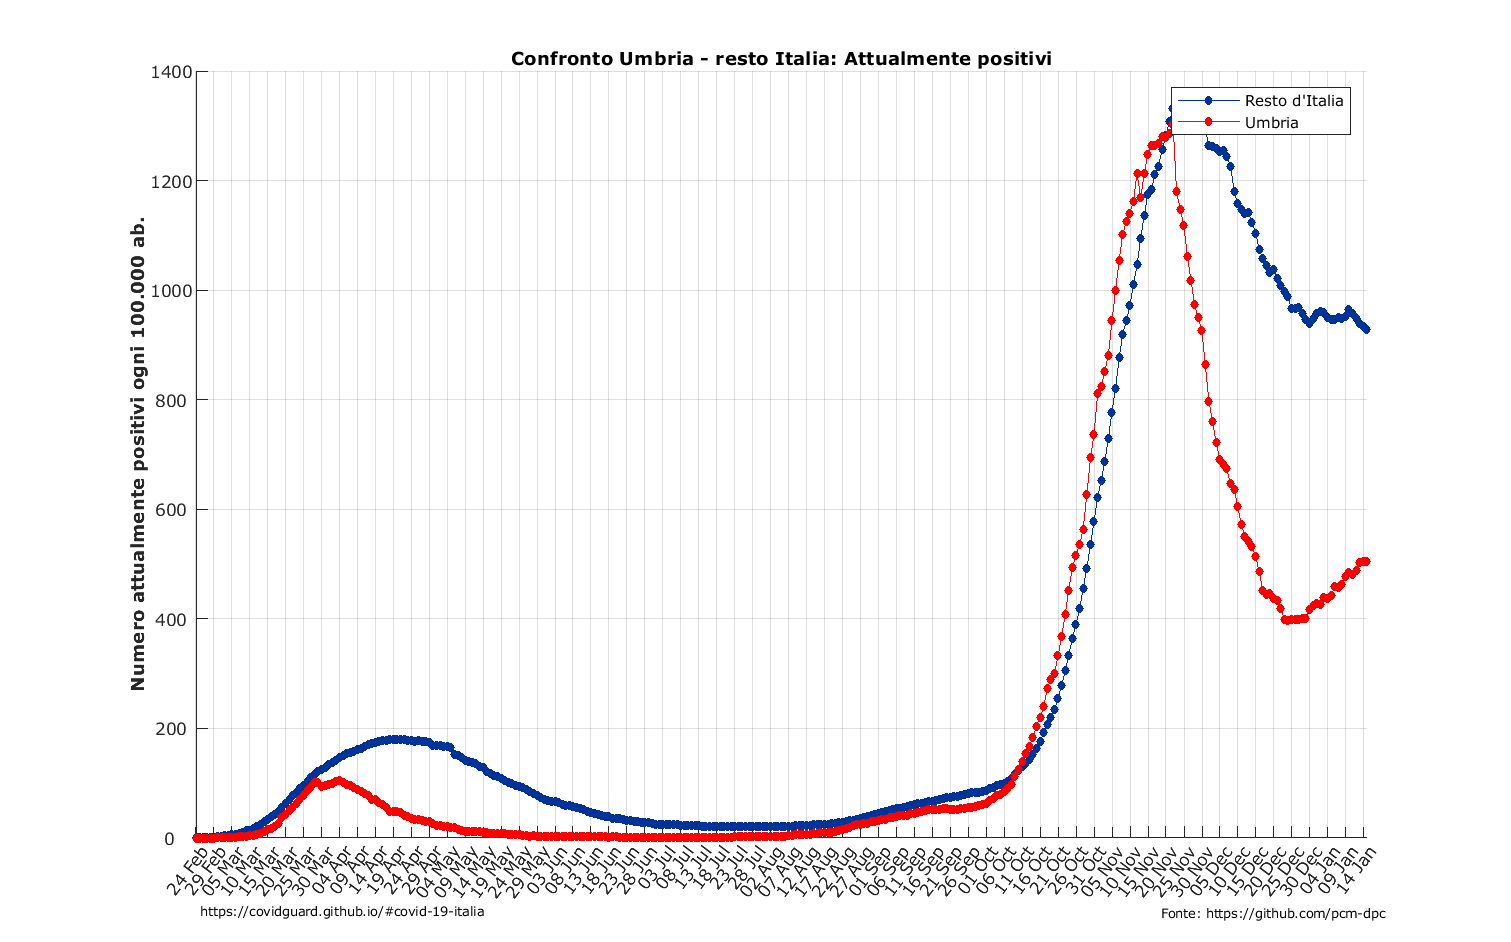 Confronto Umbria - resto Italia: Attualmente positivi
Resto d'Italia
Umbria
Numero attualmente positivi ogni 100.000 ab.
1400
1200
1000
800
600
400
200
0
24 Feb
29 Feb
05 Mar
10 Mar
15 Mar
20 Mar
25 Mar
30 Mar
04 Apr
09 Apr
14 Apr
19 Apr
24 Apr
29 Apr
04 May
09 May
14 May
19 May
24 May
29 May
03 Jun
08 Jun
13 Jun
18 Jun
23 Jun
28 Jul
03 Jul
08 Jul
13 Jul
18 Jul
23 Jul
28 Jul
02 Aug
07 Aug
12 Aug
17 Aug
22 Aug
27 Aug
01 Sep
06 Sep
11 Sep
16 Sep
21 Sep
26 Sep
01 Oct
06 Oct
11 Oct
16 Oct
21 Oct
26 Oct
31 Oct
05 Nov
10 Nov
15 Nov
20 Nov
25 Nov
30 Nov
05 Dec
10 Dec
15 Dec
20 Dec
25 Dec
30 Dec
04 Jan
09 Jan
14 Jan
https://covidguard.github.io/#covid-19-italia
Fonte: https://github.com/pcm-dpc